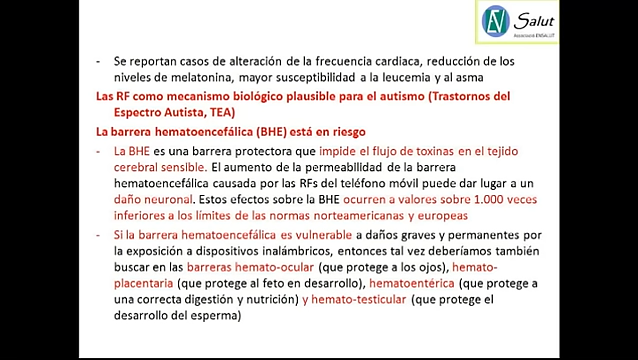 Salut
Associació ENSALUT
- Se reportan casos de alteración de la frecuencia cardiaca, reducción de los
niveles de melatonina, mayor susceptibilidad a la leucemia y al asma
Las RF como mecanismo biológico plausible para el autismo (Trastornos del
Espectro Autista, TEA)
La barrera hematoencefálica (BHE) está en riesgo
- La BHE es una barrera protectora que impide el flujo de toxinas en el tejido
cerebral sensible. El aumento de la permeabilidad de la barrera
hematoencefálica causada por las RFs del teléfono móvil puede dar lugar a un
daño neuronal. Estos efectos sobre la BHE ocurren a valores sobre 1.000 veces
inferiores a los límites de las normas norteamericanas y europeas
- Si la barrera hematoencefálica es vulnerable a daños graves y permanentes por
la exposición a dispositivos inalámbricos, entonces tal vez deberíamos también
buscar en las barreras hemato-ocular (que protege a los ojos), hemato-
placentaria (que protege al feto en desarrollo), hematoentérica (que protege a
una correcta digestión y nutrición) y hemato-testicular (que protege el
desarrollo del esperma)